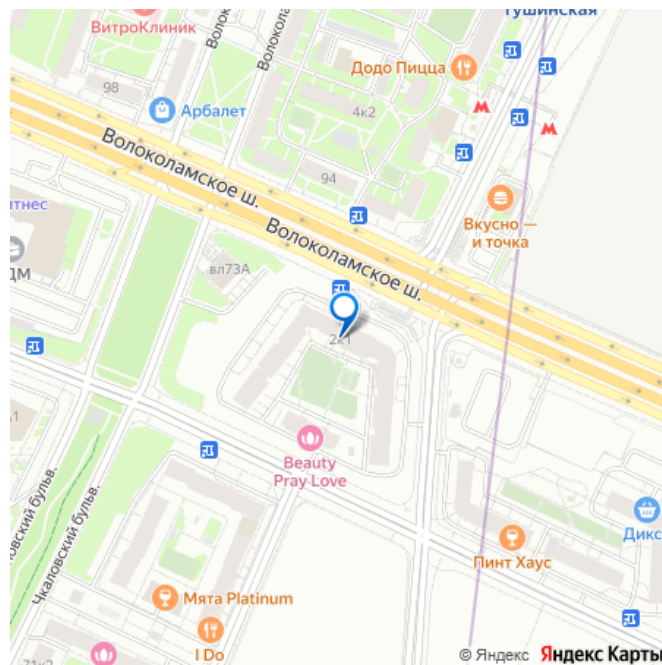 Тушинская
ВитроКлиник
Додо Пицца
98
Арбалет
4к2
Волоколамское ш.
94
Вкусно —
и точка
Волоколамское ш.
вл73А
2к1
Beauty
Pray Love
Чкаловский бульв.
Дикс
Пинт Хаус
Мята Platinum
I Do
© Яндекс Яндекс Карты